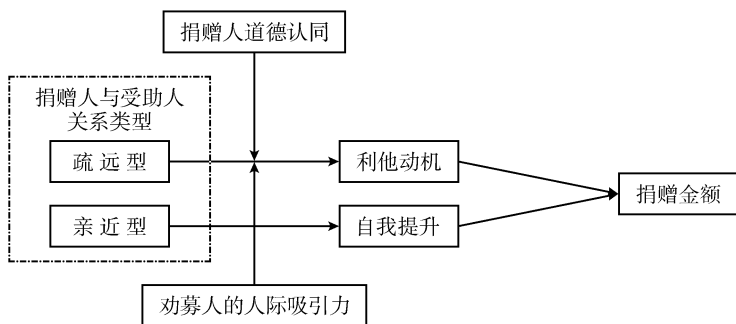 捐赠人道德认同
捐赠人与受助人
关系类型
疏远型
利他动机
捐赠金额
亲近型
自我提升
劝募人的人际吸引力